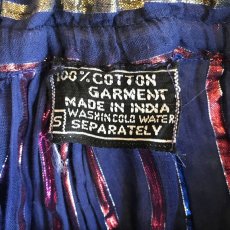 100% COTTON
GARMENT
MADE IN INDIA
S WASH IN COLD WATER
SEPARATELY